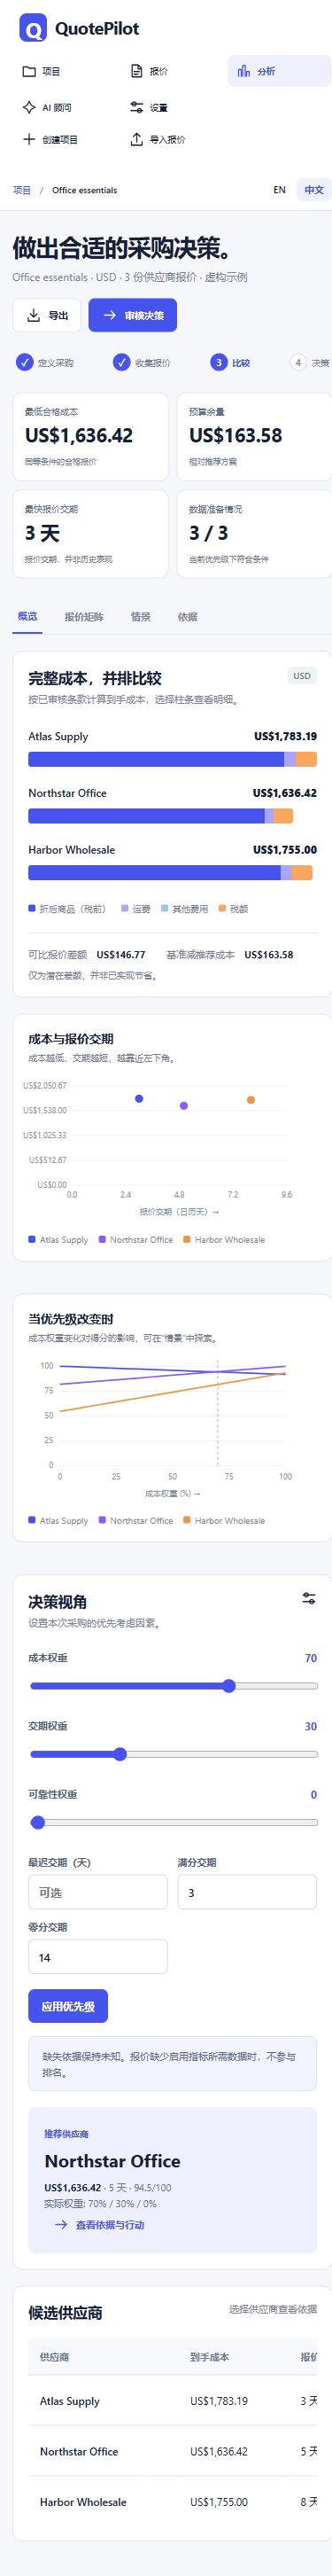 QuotePilot
项目
报价
分析
AI 顾问
设置
创建项目
导入报价
项目 / Office essentials
EN 中文
做出合适的采购决策。
Office essentials · USD · 3 份供应商报价 · 虚构示例
导出
审核决策
定义采购
收集报价
3 比较
4 决策
最低合格成本
US$1,636.42
同等条件的合格报价
预算余量
US$163.58
相对推荐方案
最快报价交期
3 天
报价交期，并非历史表现
数据准备情况
3 / 3
当前优先级下符合条件
概览 报价矩阵 情景 依据
完整成本，并排比较
USD
按已审核条款计算到手成本，选择柱条查看明细。
Atlas Supply US$1,783.19
Northstar Office US$1,636.42
Harbor Wholesale US$1,755.00
折后商品（税前） 运费 其他费用 税额
可比报价差额 US$146.77 基准减推荐成本 US$163.58
仅为潜在差额，并非已实现节省。
成本与报价交期
成本越低、交期越短，越靠近左下角。
US$2,050.67
US$1,538.00
US$1,025.33
US$512.67
US$0.00
0.0 2.4 4.8 7.2 9.6
报价交期（日历天）→
Atlas Supply Northstar Office Harbor Wholesale
当优先级改变时
成本权重变化对得分的影响，可在“情景”中探索。
100
75
50
25
0
0 25 50 75 100
成本权重 (%) →
Atlas Supply Northstar Office Harbor Wholesale
决策视角
设置本次采购的优先考虑因素。
成本权重 70
交期权重 30
可靠性权重 0
最迟交期（天） 满分交期
可选 3
零分交期
14
应用优先级
缺失依据保持未知。报价缺少启用指标所需数据时，不参与
排名。
推荐供应商
Northstar Office
US$1,636.42 · 5 天 · 94.5/100
实际权重: 70% / 30% / 0%
查看依据与行动
候选供应商
选择供应商查看依据
供应商 到手成本
Atlas Supply US$1,783.19 3 天
Northstar Office US$1,636.42 5 天
Harbor Wholesale US$1,755.00 8 天